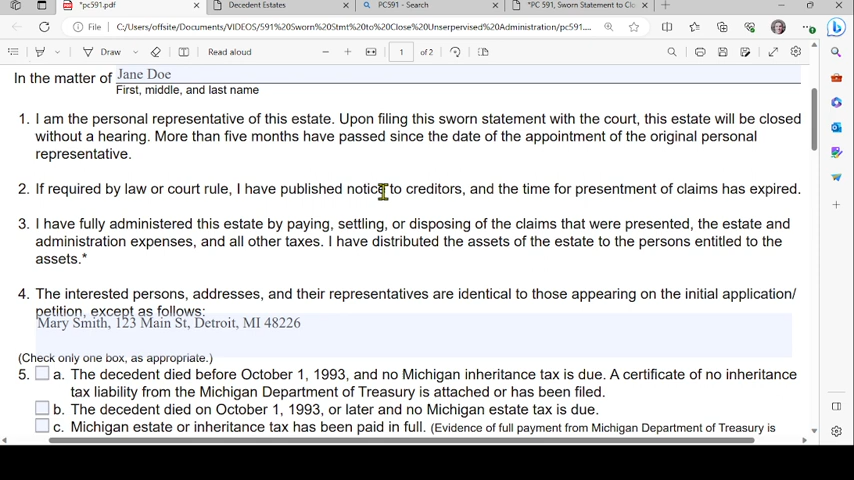 *pc591.pdf
Decedent Estates
PC591 - Search
*PC 591, Sworn Statement to Clo
File
C:/Users/offsite/Documents/VIDEOS/591%20Sworn%20Stmt%20to%20Close%20Unserpervised%20Administration/pc591....
Draw
Read aloud
1 of 2
In the matter of Jane Doe
First, middle, and last name
1. I am the personal representative of this estate. Upon filing this sworn statement with the court, this estate will be closed
without a hearing. More than five months have passed since the date of the appointment of the original personal
representative.
2. If required by law or court rule, I have published notice to creditors, and the time for presentment of claims has expired.
3. I have fully administered this estate by paying, settling, or disposing of the claims that were presented, the estate and
administration expenses, and all other taxes. I have distributed the assets of the estate to the persons entitled to the
assets.*
4. The interested persons, addresses, and their representatives are identical to those appearing on the initial application/
petition, except as follows:
Mary Smith, 123 Main St, Detroit, MI 48226
(Check only one box, as appropriate.)
5. a. The decedent died before October 1, 1993, and no Michigan inheritance tax is due. A certificate of no inheritance
tax liability from the Michigan Department of Treasury is attached or has been filed.
b. The decedent died on October 1, 1993, or later and no Michigan estate tax is due.
c. Michigan estate or inheritance tax has been paid in full. (Evidence of full payment from Michigan Department of Treasury is